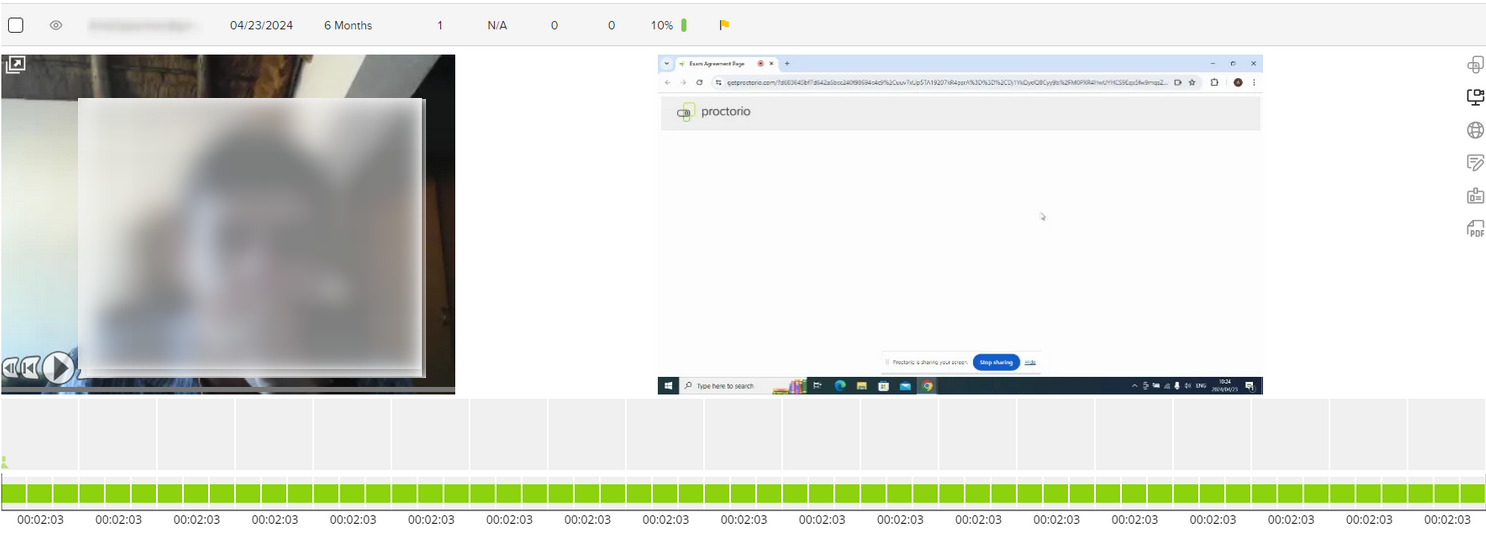 04/23/2024 6 Months 1 N/A 0 0 10%
Exam Agreement Page
proctorio
Proctorio is sharing your screen. Stop sharing Hide
Type here to search
ENG
10:24
2024/04/25
PDF
00:02:03 00:02:03 00:02:03 00:02:03 00:02:03 00:02:03 00:02:03 00:02:03 00:02:03 00:02:03 00:02:03 00:02:03 00:02:03 00:02:03 00:02:03 00:02:03 00:02:03 00:02:03 00:02:03